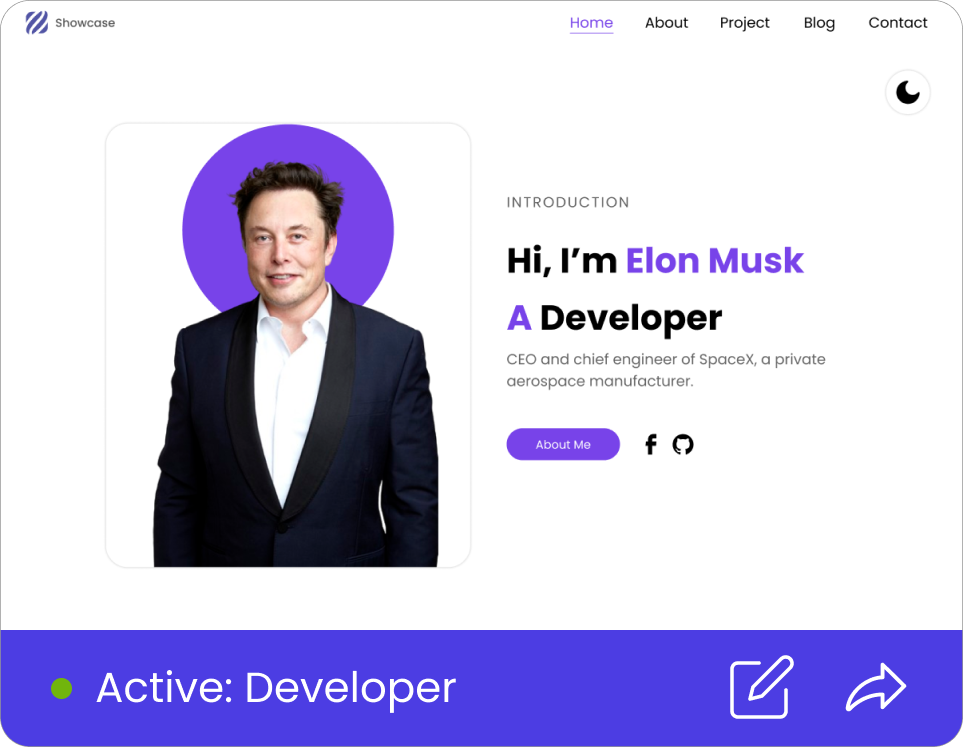 Showcase
Home About Project Blog Contact
INTRODUCTION
Hi, I’m Elon Musk
A Developer
CEO and chief engineer of SpaceX, a private
aerospace manufacturer.
About Me
Active: Developer